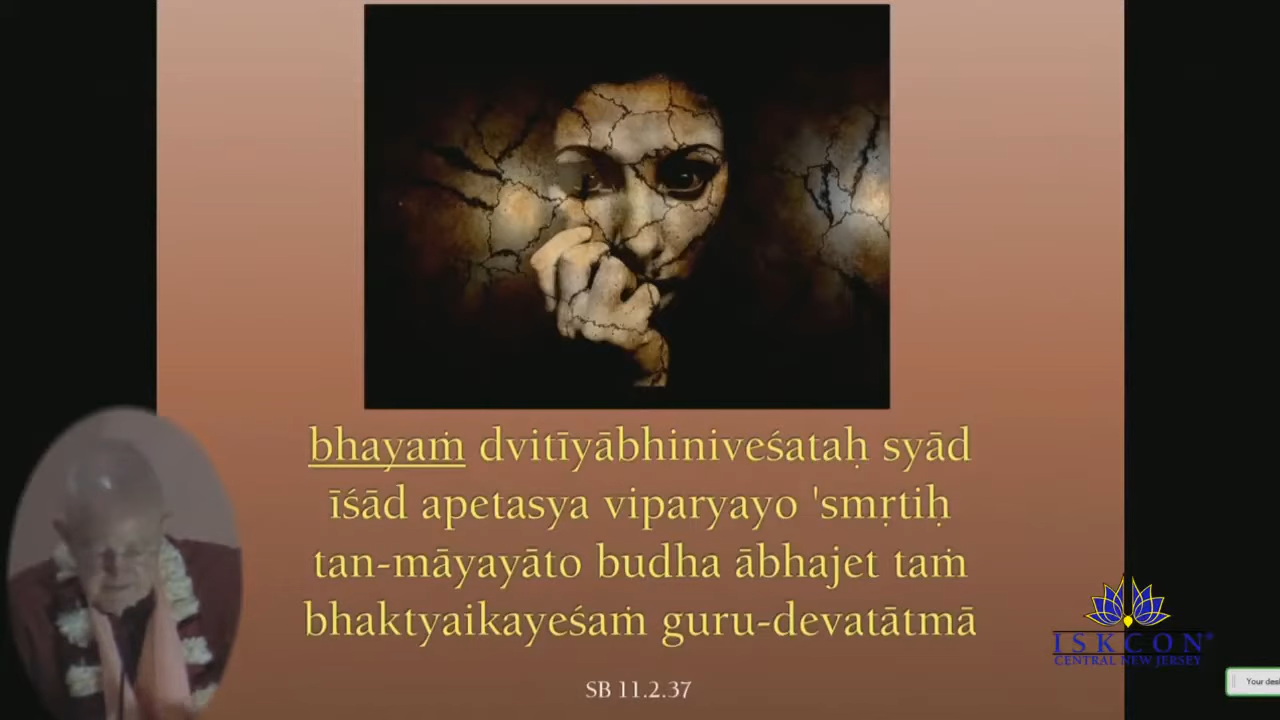 bhayaṁ dvitīyābhiniveśataḥ syād
īśād apetasya viparyayo 'smṛtiḥ
tan-māyayāto budha ābhajet taṁ
bhaktyaikayeśaṁ guru-devatātmā
SB 11.2.37
ISKCON®
CENTRAL NEW JERSEY
Your